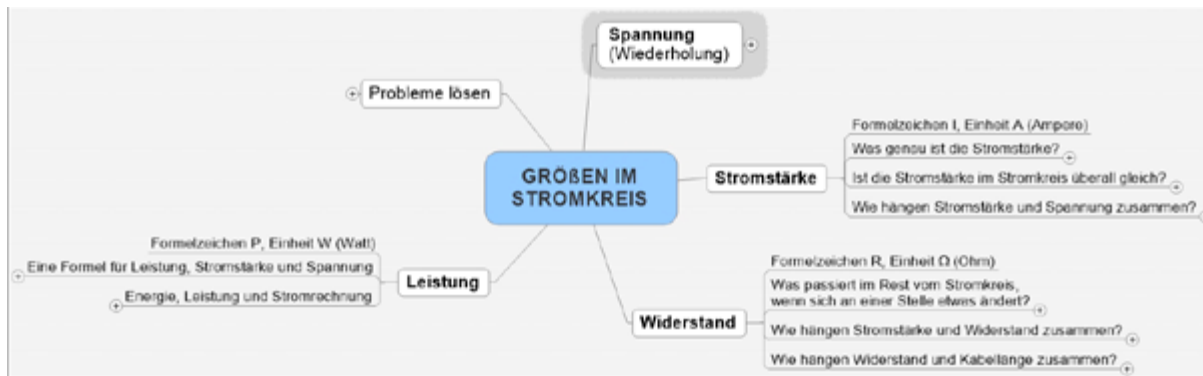 Spannung
(Wiederholung)
Probleme lösen
GRÖßEN IM
STROMKREIS
Stromstärke
Formelzeichen I, Einheit A (Ampere)
Was genau ist die Stromstärke?
Ist die Stromstärke im Stromkreis überall gleich?
Wie hängen Stromstärke und Spannung zusammen?
Formelzeichen P, Einheit W (Watt)
Eine Formel für Leistung, Stromstärke und Spannung
Energie, Leistung und Stromrechnung
Leistung
Widerstand
Formelzeichen R, Einheit Ω (Ohm)
Was passiert im Rest vom Stromkreis,
wenn sich an einer Stelle etwas ändert?
Wie hängen Stromstärke und Widerstand zusammen?
Wie hängen Widerstand und Kabellänge zusammen?